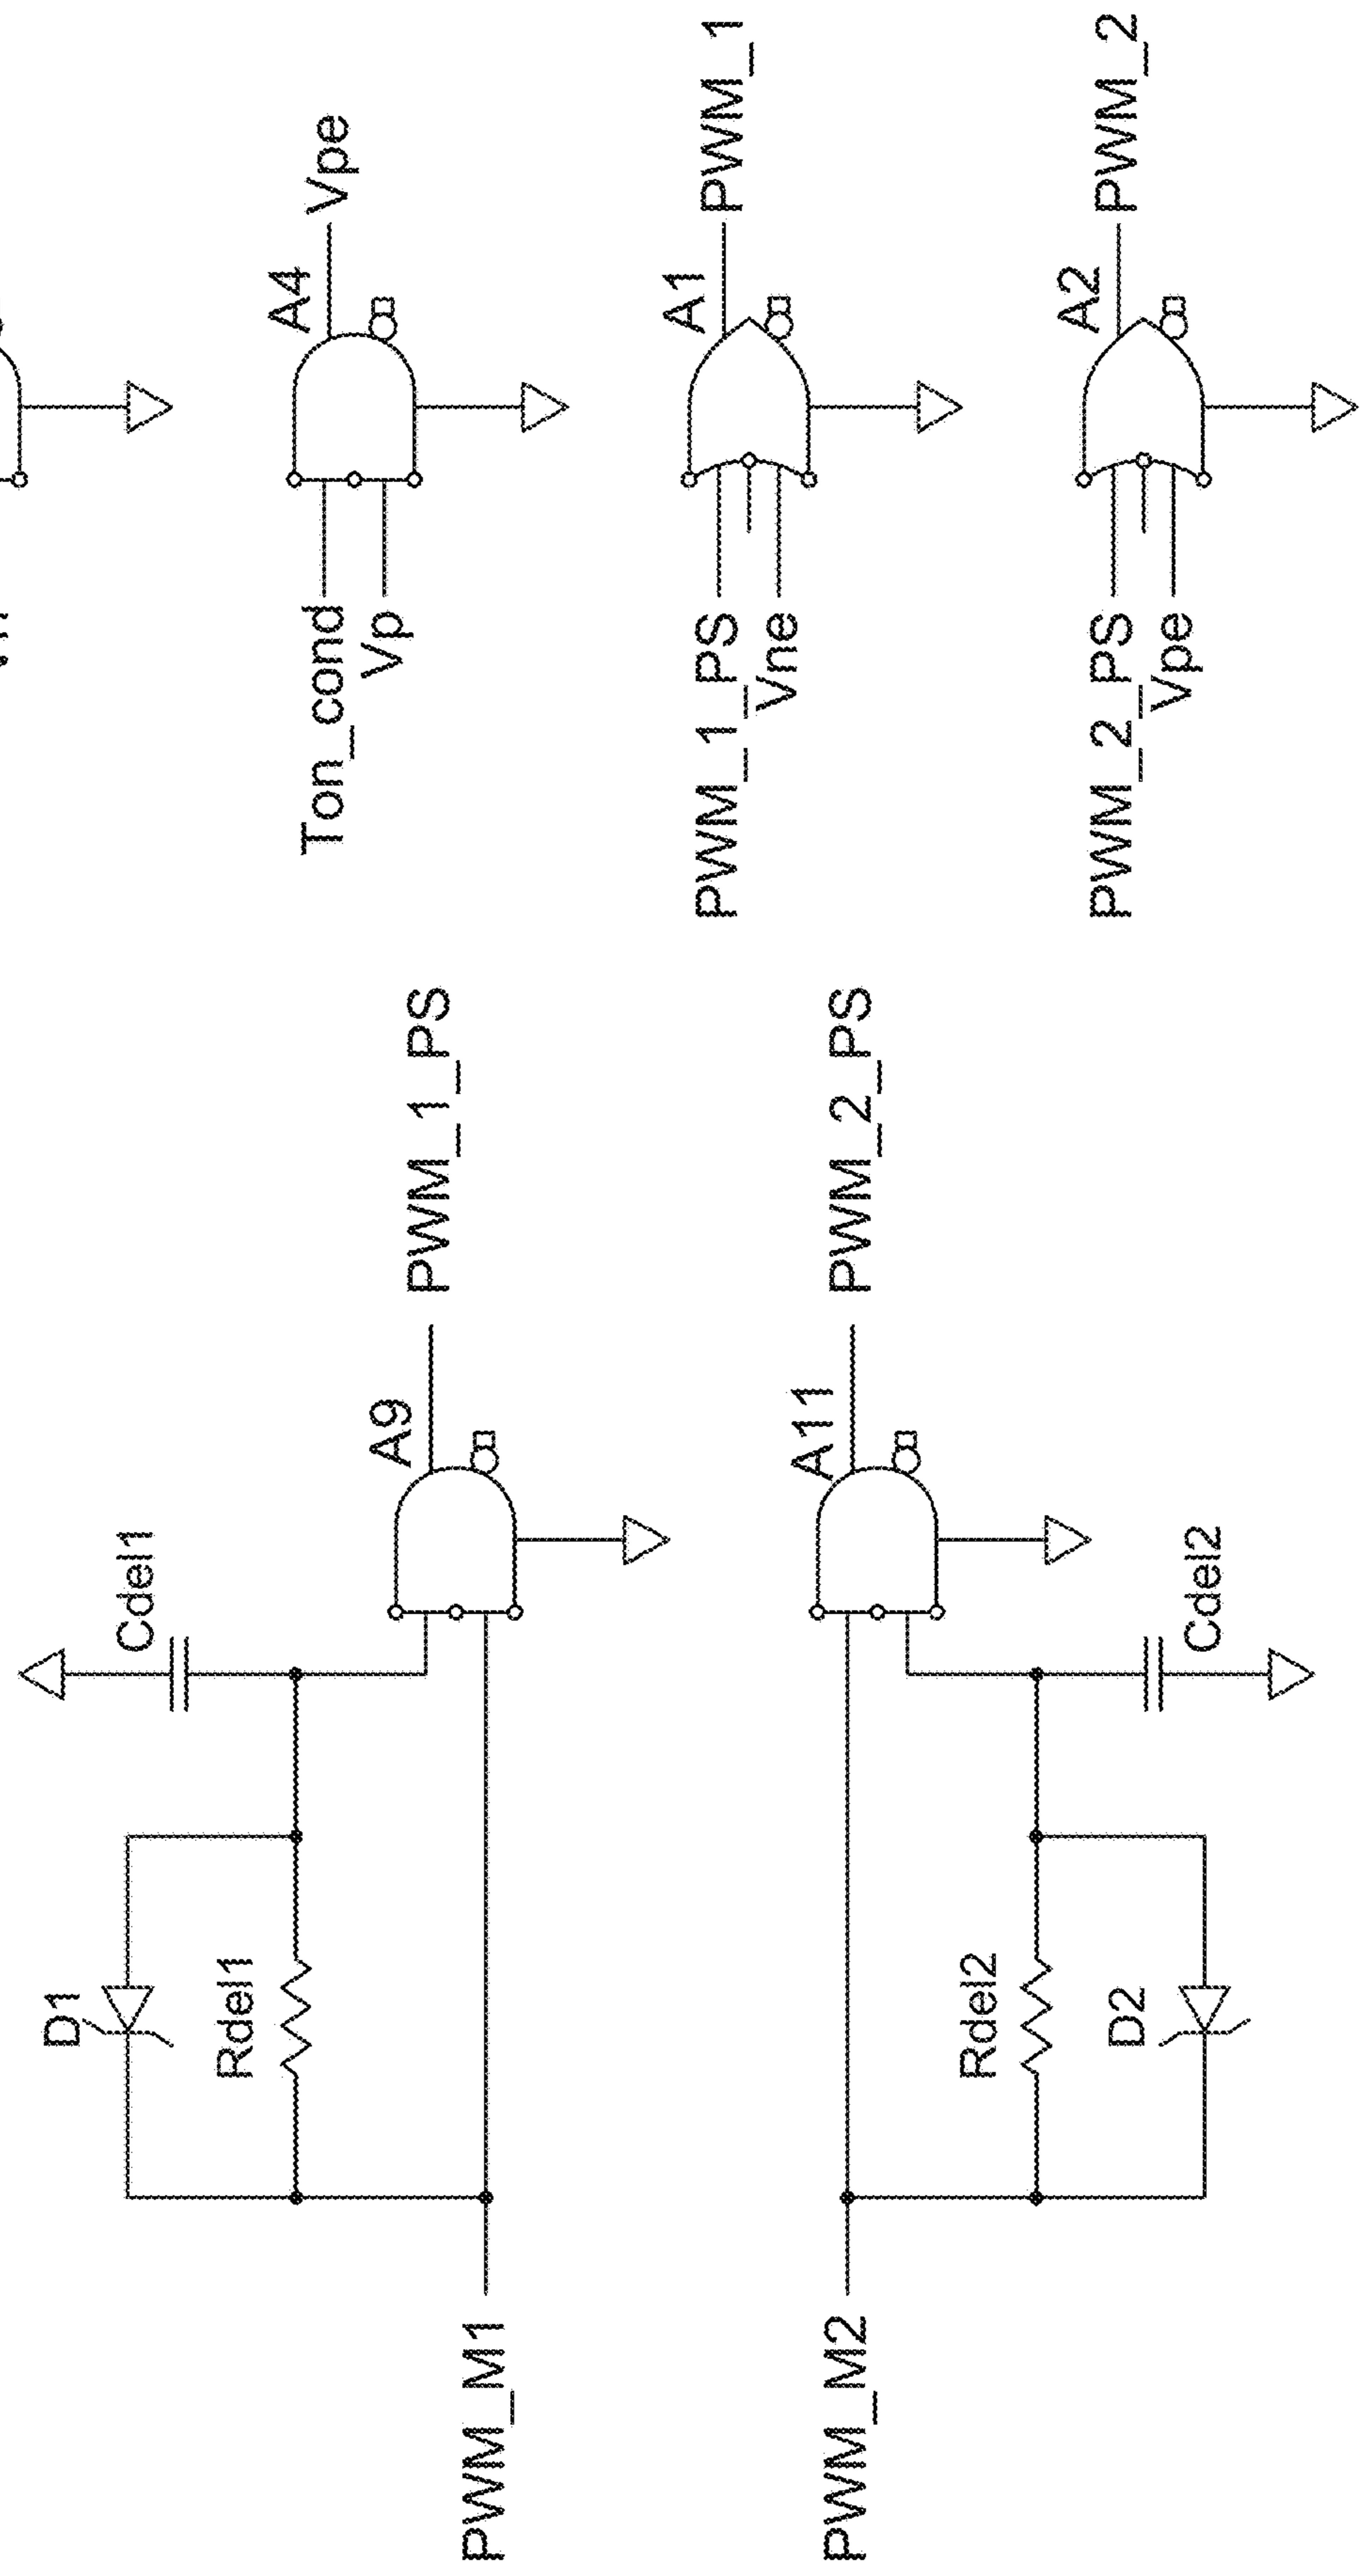 Cdel1
D1
Rdel1
A9
PWM_1_PS
PWM_M1
PWM_M2
A11
PWM_2_PS
Rdel2
D2
Cdel2
A4
Ton_cond
Vp
Vpe
A1
PWM_1_PS
Vne
PWM_1
A2
PWM_2_PS
Vpe
PWM_2